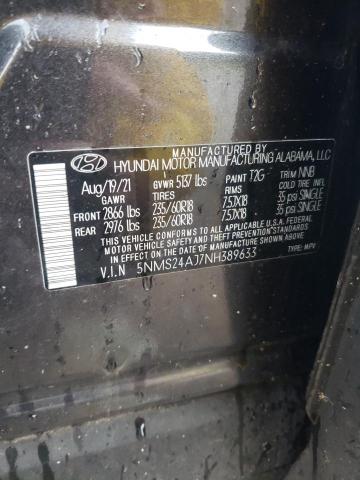 MANUFACTURED BY
HYUNDAI MOTOR MANUFACTURING ALABAMA, LLC
Aug/19/21 GVWR 5137 lbs PAINT T2G TRIM NNB
GAWR TIRES RIMS COLD TIRE INFL
FRONT 2866 lbs 235/60R18 7.5JX18 35 psi SINGLE
REAR 2976 lbs 235/60R18 7.5JX18 35 psi SINGLE
THIS VEHICLE CONFORMS TO ALL APPLICABLE U.S. FEDERAL
MOTOR VEHICLE SAFETY STANDARDS
IN EFFECT ON THE DATE OF MANUFACTURE SHOWN ABOVE.
V.I.N 5NMS24AJ7NH389633 TYPE: MPV